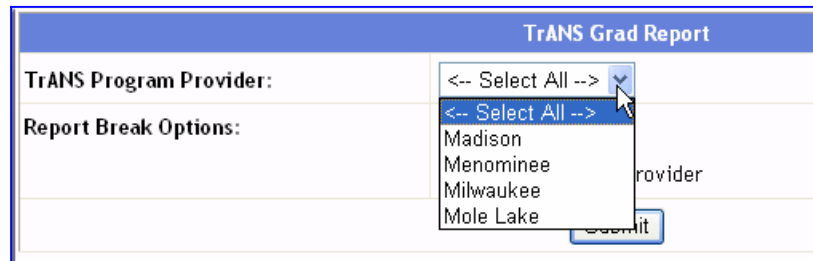 TrANS Grad Report
TrANS Program Provider:
<-- Select All -->
<-- Select All -->
Report Break Options:
Madison
Menominee
rovider
Milwaukee
Mole Lake